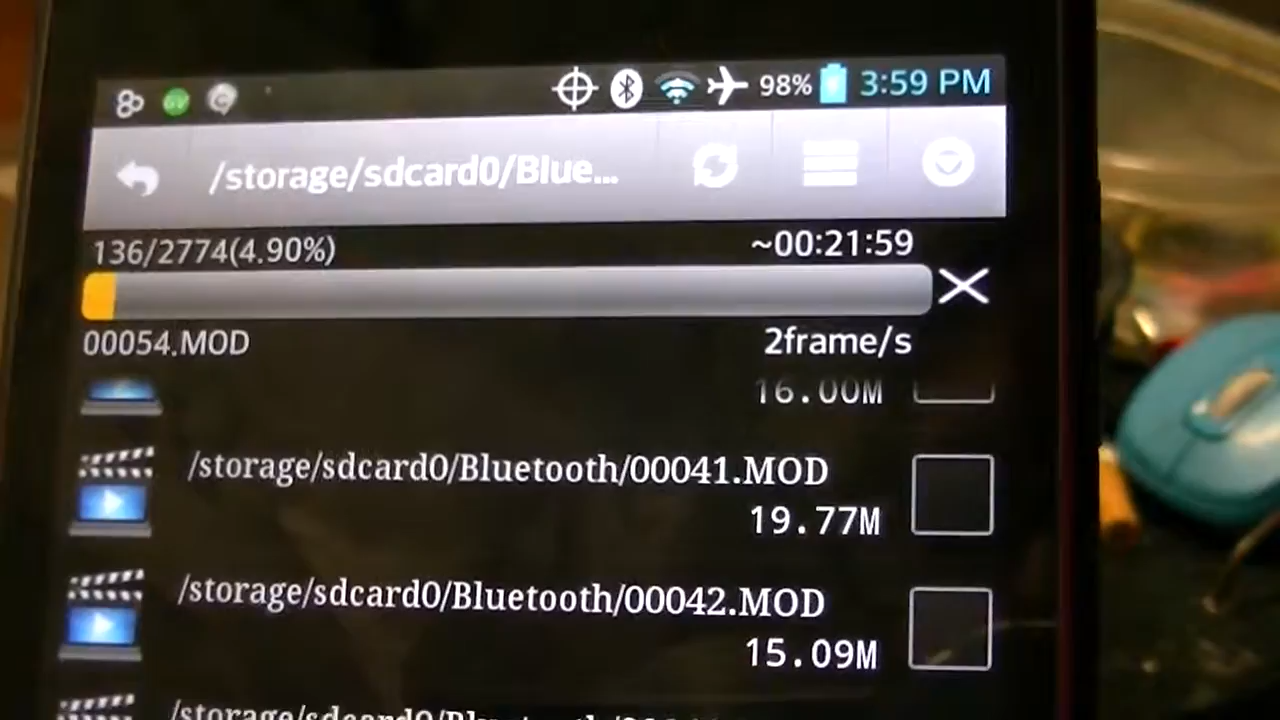 98% 3:59 PM
/storage/sdcard0/Blue...
136/2774(4.90%) ~00:21:59
00054.MOD 2frame/s
16.00M
/storage/sdcard0/Bluetooth/00041.MOD
19.77M
/storage/sdcard0/Bluetooth/00042.MOD
15.09M